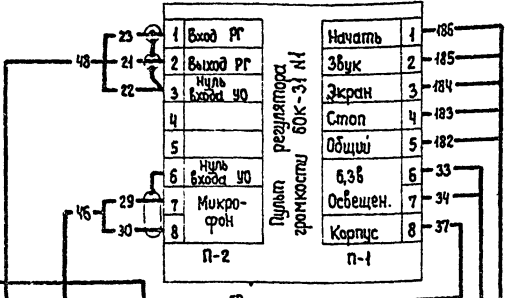 23 1 Вход РГ
48 21 2 Выход РГ
22 3 Нуль входа УО
4
5
6 Нуль входа УО
46 29 7 Микро-
30 8 фон
П-2
Пульт регулятора
громкости 60К-31 №1
Начать 1 186
Звук 2 185
Экран 3 184
Стоп 4 183
Общий 5 182
6,3в 6 33
Освещен. 7 34
Корпус 8 37
П-1